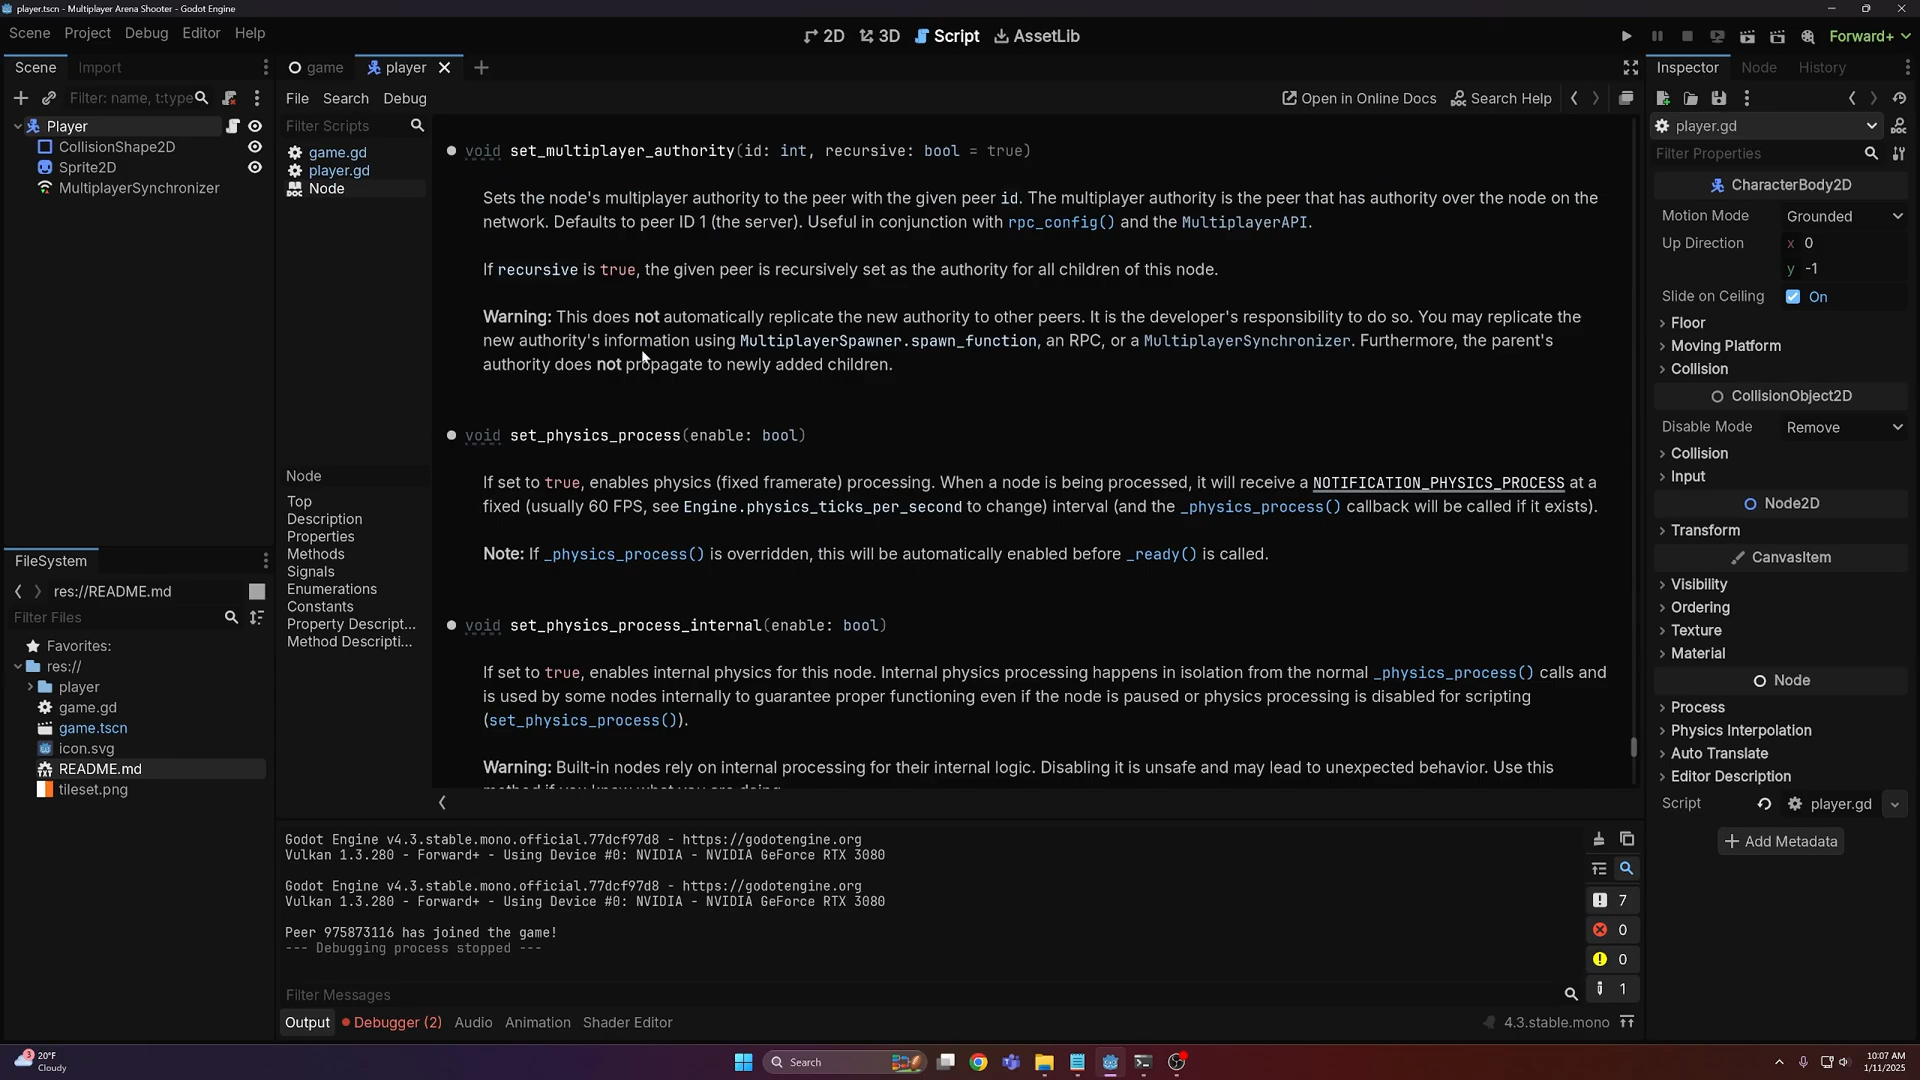 player.tscn - Multiplayer Arena Shooter - Godot Engine
Scene Project Debug Editor Help
2D 3D Script AssetLib
Forward+
Scene Import
game player
Inspector Node History
Filter: name, t:type
File Search Debug
Open in Online Docs Search Help
Player
CollisionShape2D
Sprite2D
MultiplayerSynchronizer
Filter Scripts
game.gd
player.gd
Node
void set_multiplayer_authority(id: int, recursive: bool = true)
Sets the node's multiplayer authority to the peer with the given peer id. The multiplayer authority is the peer that has authority over the node on the
network. Defaults to peer ID 1 (the server). Useful in conjunction with rpc_config() and the MultiplayerAPI.
If recursive is true, the given peer is recursively set as the authority for all children of this node.
Warning: This does not automatically replicate the new authority to other peers. It is the developer's responsibility to do so. You may replicate the
new authority's information using MultiplayerSpawner.spawn_function, an RPC, or a MultiplayerSynchronizer. Furthermore, the parent's
authority does not propagate to newly added children.
void set_physics_process(enable: bool)
If set to true, enables physics (fixed framerate) processing. When a node is being processed, it will receive a NOTIFICATION_PHYSICS_PROCESS at a
fixed (usually 60 FPS, see Engine.physics_ticks_per_second to change) interval (and the _physics_process() callback will be called if it exists).
Note: If _physics_process() is overridden, this will be automatically enabled before _ready() is called.
void set_physics_process_internal(enable: bool)
If set to true, enables internal physics for this node. Internal physics processing happens in isolation from the normal _physics_process() calls and
is used by some nodes internally to guarantee proper functioning even if the node is paused or physics processing is disabled for scripting
(set_physics_process()).
Warning: Built-in nodes rely on internal processing for their internal logic. Disabling it is unsafe and may lead to unexpected behavior. Use this
method if you know what you are doing.
Node
Top
Description
Properties
Methods
Signals
Enumerations
Constants
Property Descript...
Method Descripti...
FileSystem
res://README.md
Filter Files
Favorites:
res://
player
game.gd
game.tscn
icon.svg
README.md
tileset.png
Godot Engine v4.3.stable.mono.official.77dcf97d8 - https://godotengine.org
Vulkan 1.3.280 - Forward+ - Using Device #0: NVIDIA - NVIDIA GeForce RTX 3080
Godot Engine v4.3.stable.mono.official.77dcf97d8 - https://godotengine.org
Vulkan 1.3.280 - Forward+ - Using Device #0: NVIDIA - NVIDIA GeForce RTX 3080
Peer 975873116 has joined the game!
--- Debugging process stopped ---
7
0
0
1
Filter Messages
Output Debugger (2) Audio Animation Shader Editor
4.3.stable.mono
player.gd
Filter Properties
CharacterBody2D
Motion Mode Grounded
Up Direction x 0
y -1
Slide on Ceiling On
Floor
Moving Platform
Collision
CollisionObject2D
Disable Mode Remove
Collision
Input
Node2D
Transform
CanvasItem
Visibility
Ordering
Texture
Material
Node
Process
Physics Interpolation
Auto Translate
Editor Description
Script player.gd
Add Metadata
3
20°F
Cloudy
Search
10:07 AM
1/11/2025